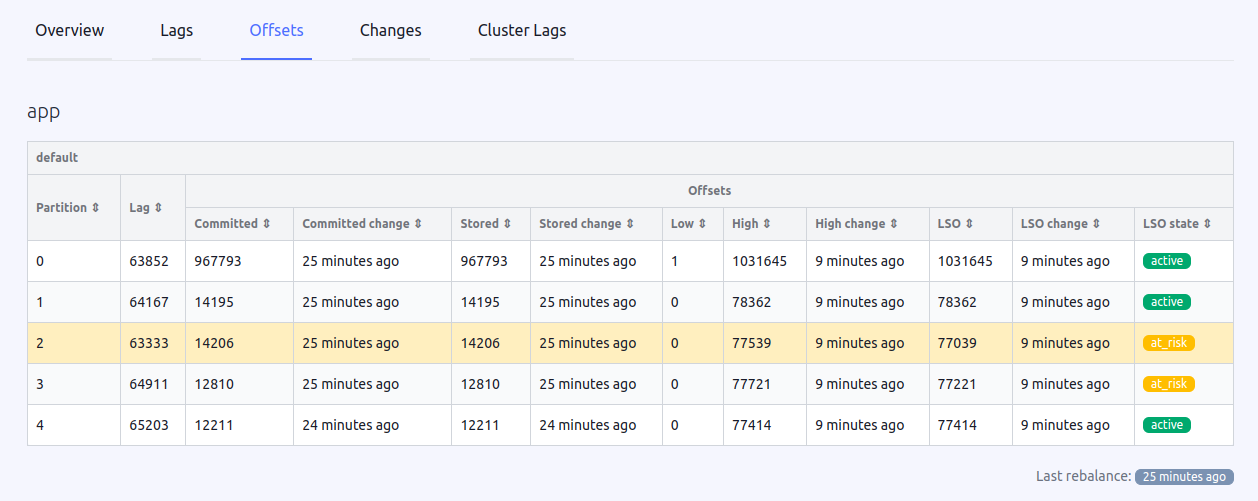 Overview Lags Offsets Changes Cluster Lags
app
default
Offsets
Partition ⇕ Lag ⇕
Committed ⇕ Committed change ⇕ Stored ⇕ Stored change ⇕ Low ⇕ High ⇕ High change ⇕ LSO ⇕ LSO change ⇕ LSO state ⇕
0 63852 967793 25 minutes ago 967793 25 minutes ago 1 1031645 9 minutes ago 1031645 9 minutes ago active
1 64167 14195 25 minutes ago 14195 25 minutes ago 0 78362 9 minutes ago 78362 9 minutes ago active
2 63333 14206 25 minutes ago 14206 25 minutes ago 0 77539 9 minutes ago 77039 9 minutes ago at_risk
3 64911 12810 25 minutes ago 12810 25 minutes ago 0 77721 9 minutes ago 77221 9 minutes ago at_risk
4 65203 12211 24 minutes ago 12211 24 minutes ago 0 77414 9 minutes ago 77414 9 minutes ago active
Last rebalance: 25 minutes ago